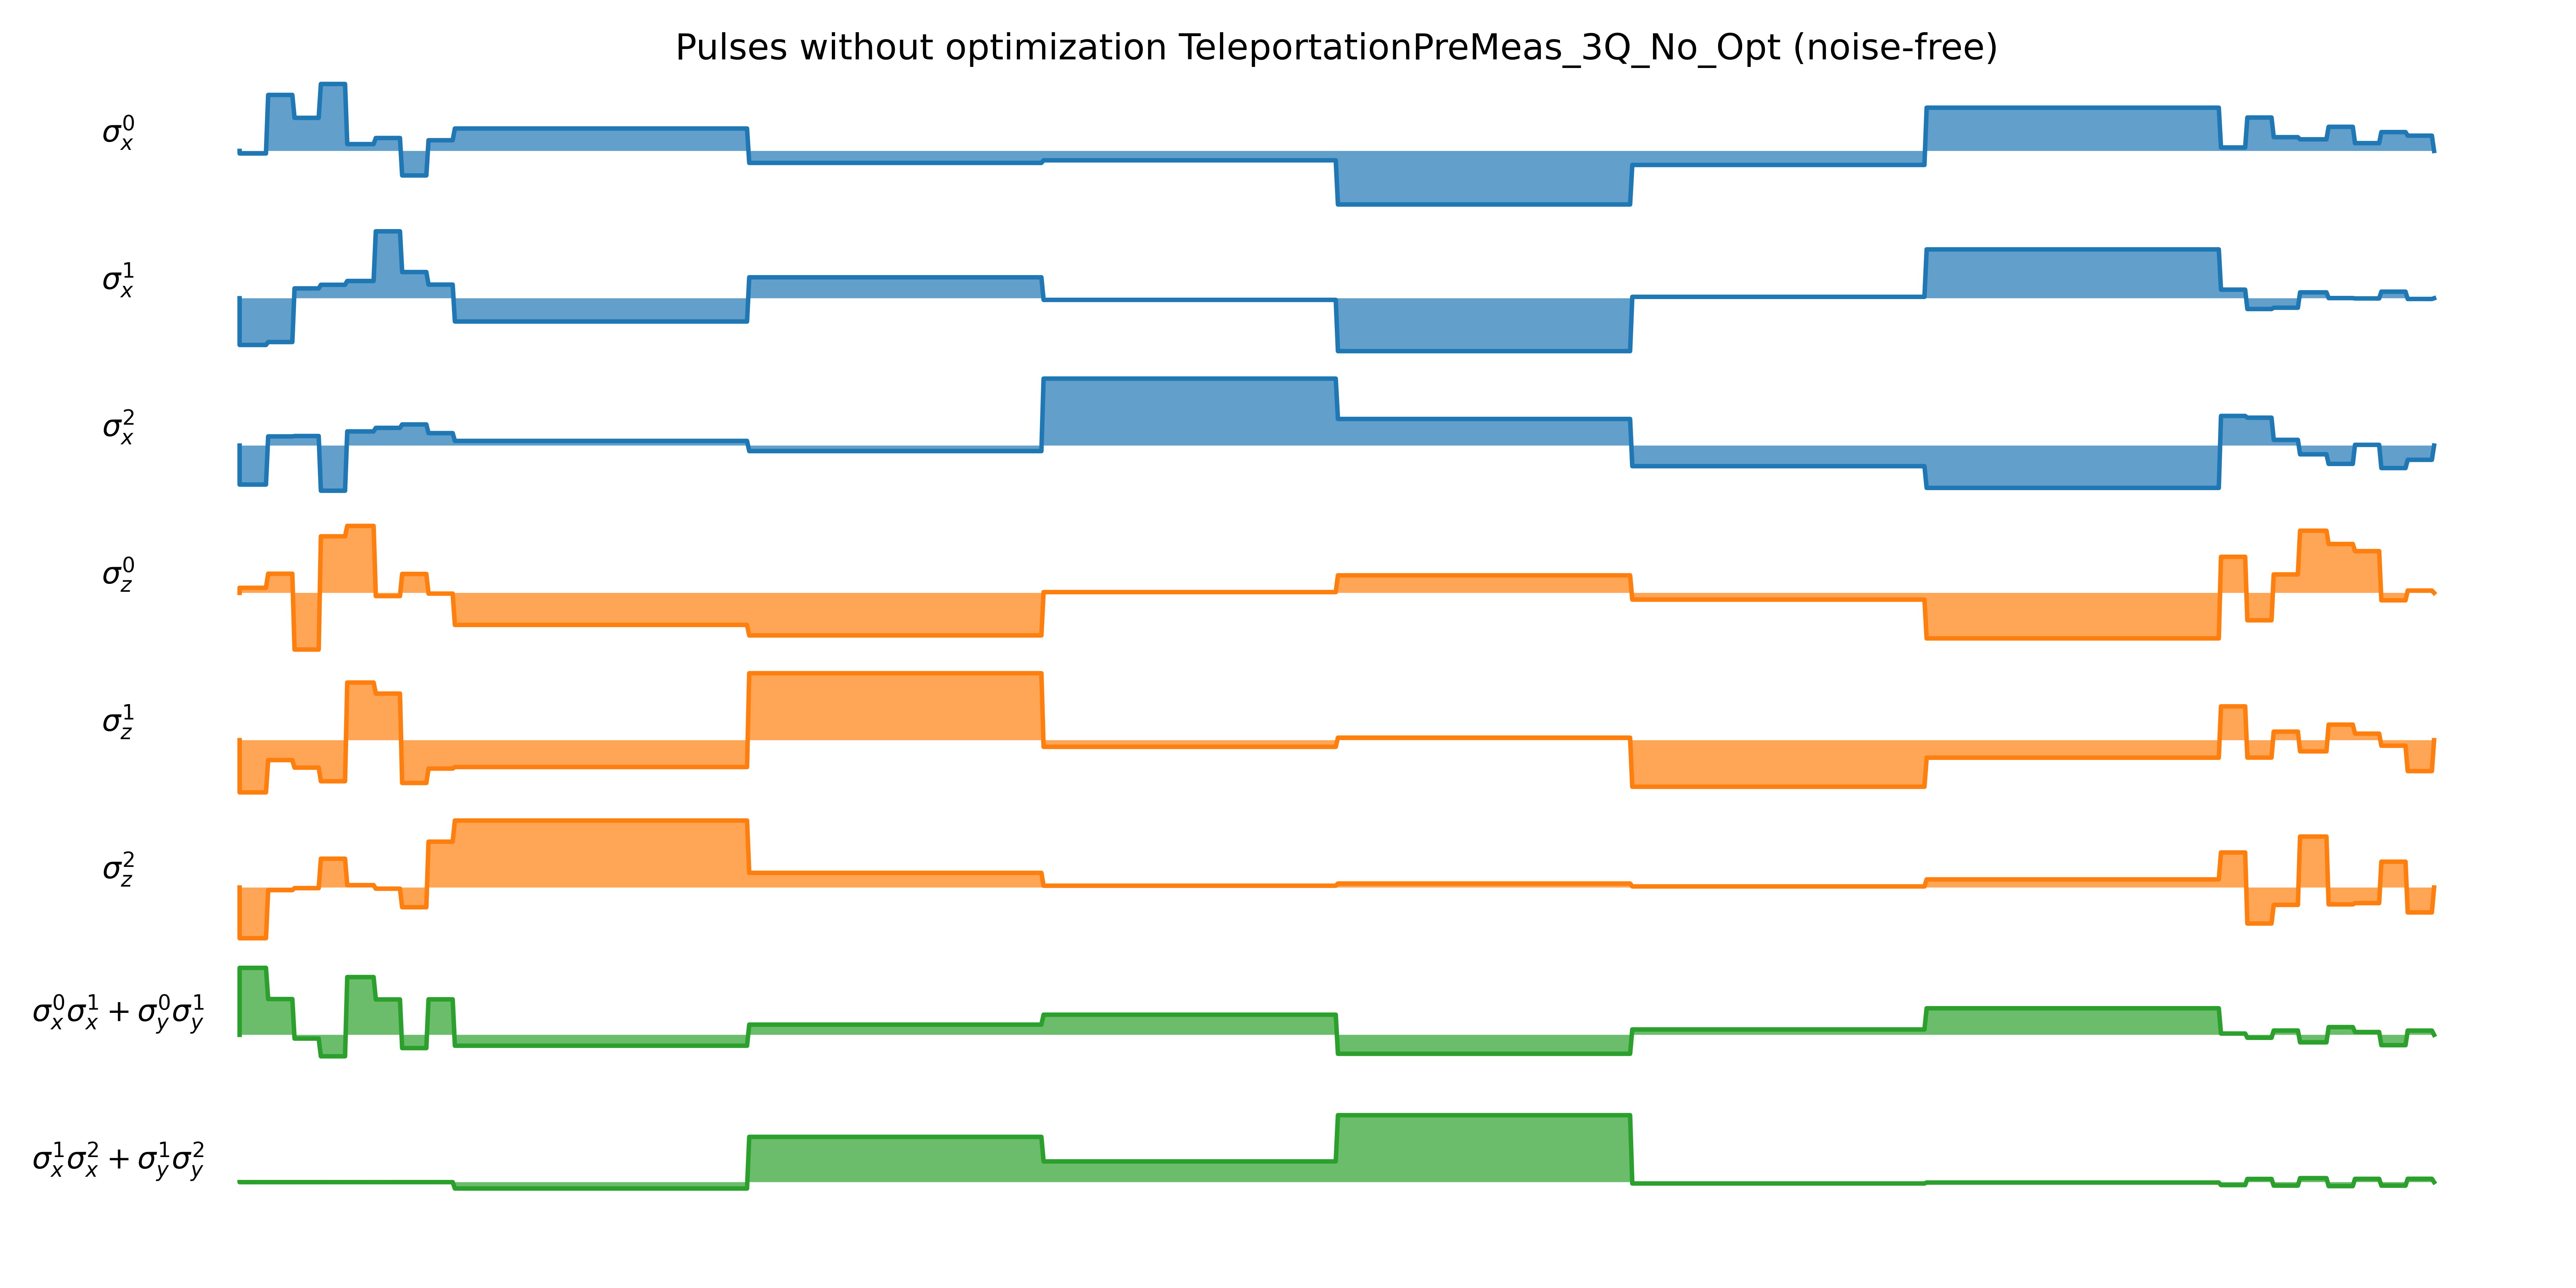 Pulses without optimization TeleportationPreMeas_3Q_No_Opt (noise-free)
σ_x^0
σ_x^1
σ_x^2
σ_z^0
σ_z^1
σ_z^2
σ_x^0σ_x^1 + σ_y^0σ_y^1
σ_x^1σ_x^2 + σ_y^1σ_y^2